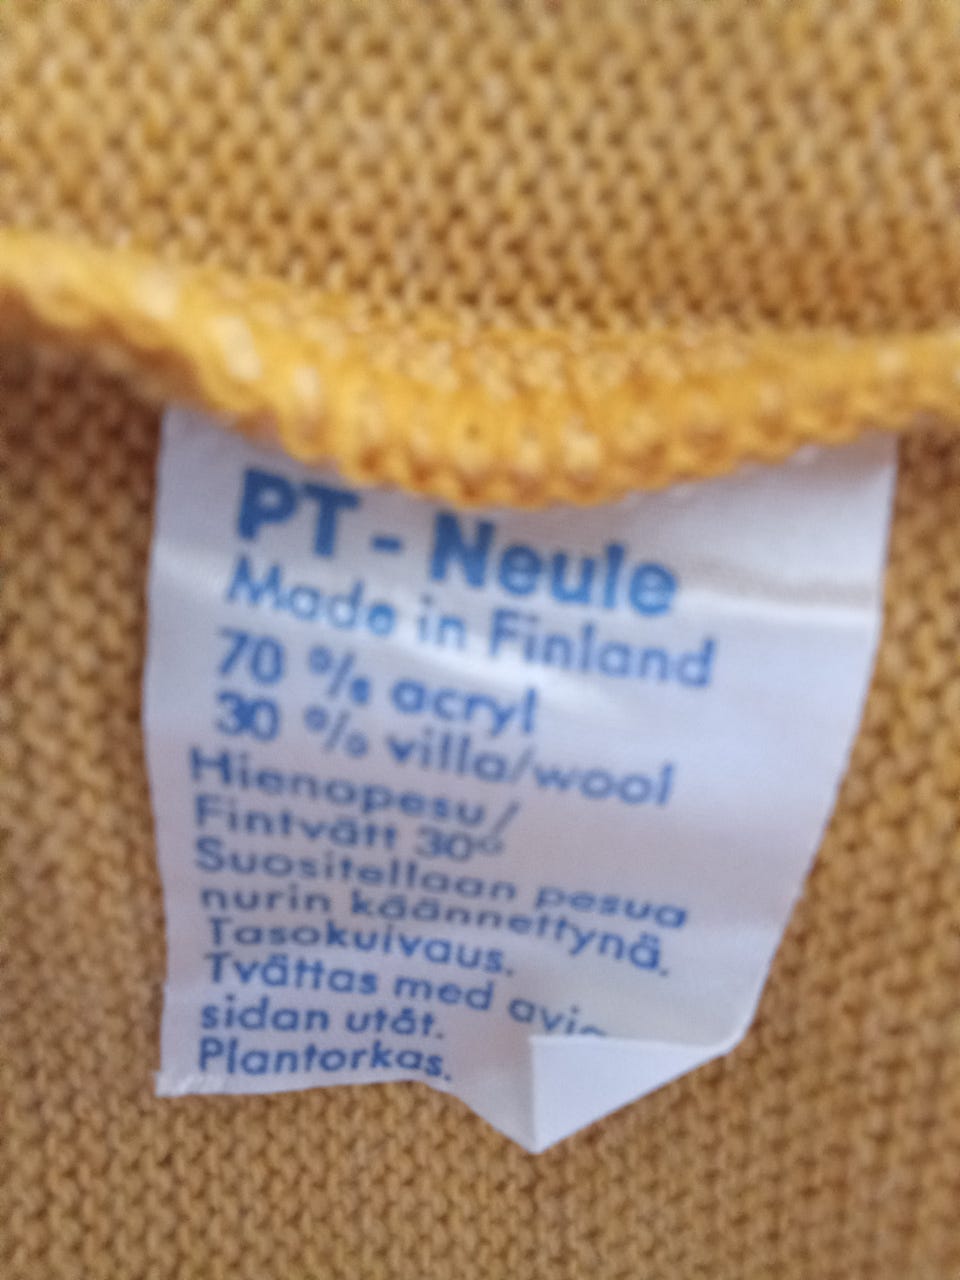 PT - Neule
Made in Finland
70 % acryl
30 % villa/wool
Hienopesu/
Fintvätt 30°
Suositellaan pesua
nurin käännettynä.
Tasokuivaus.
Tvättas med
sidan utåt.
Plantorkas.